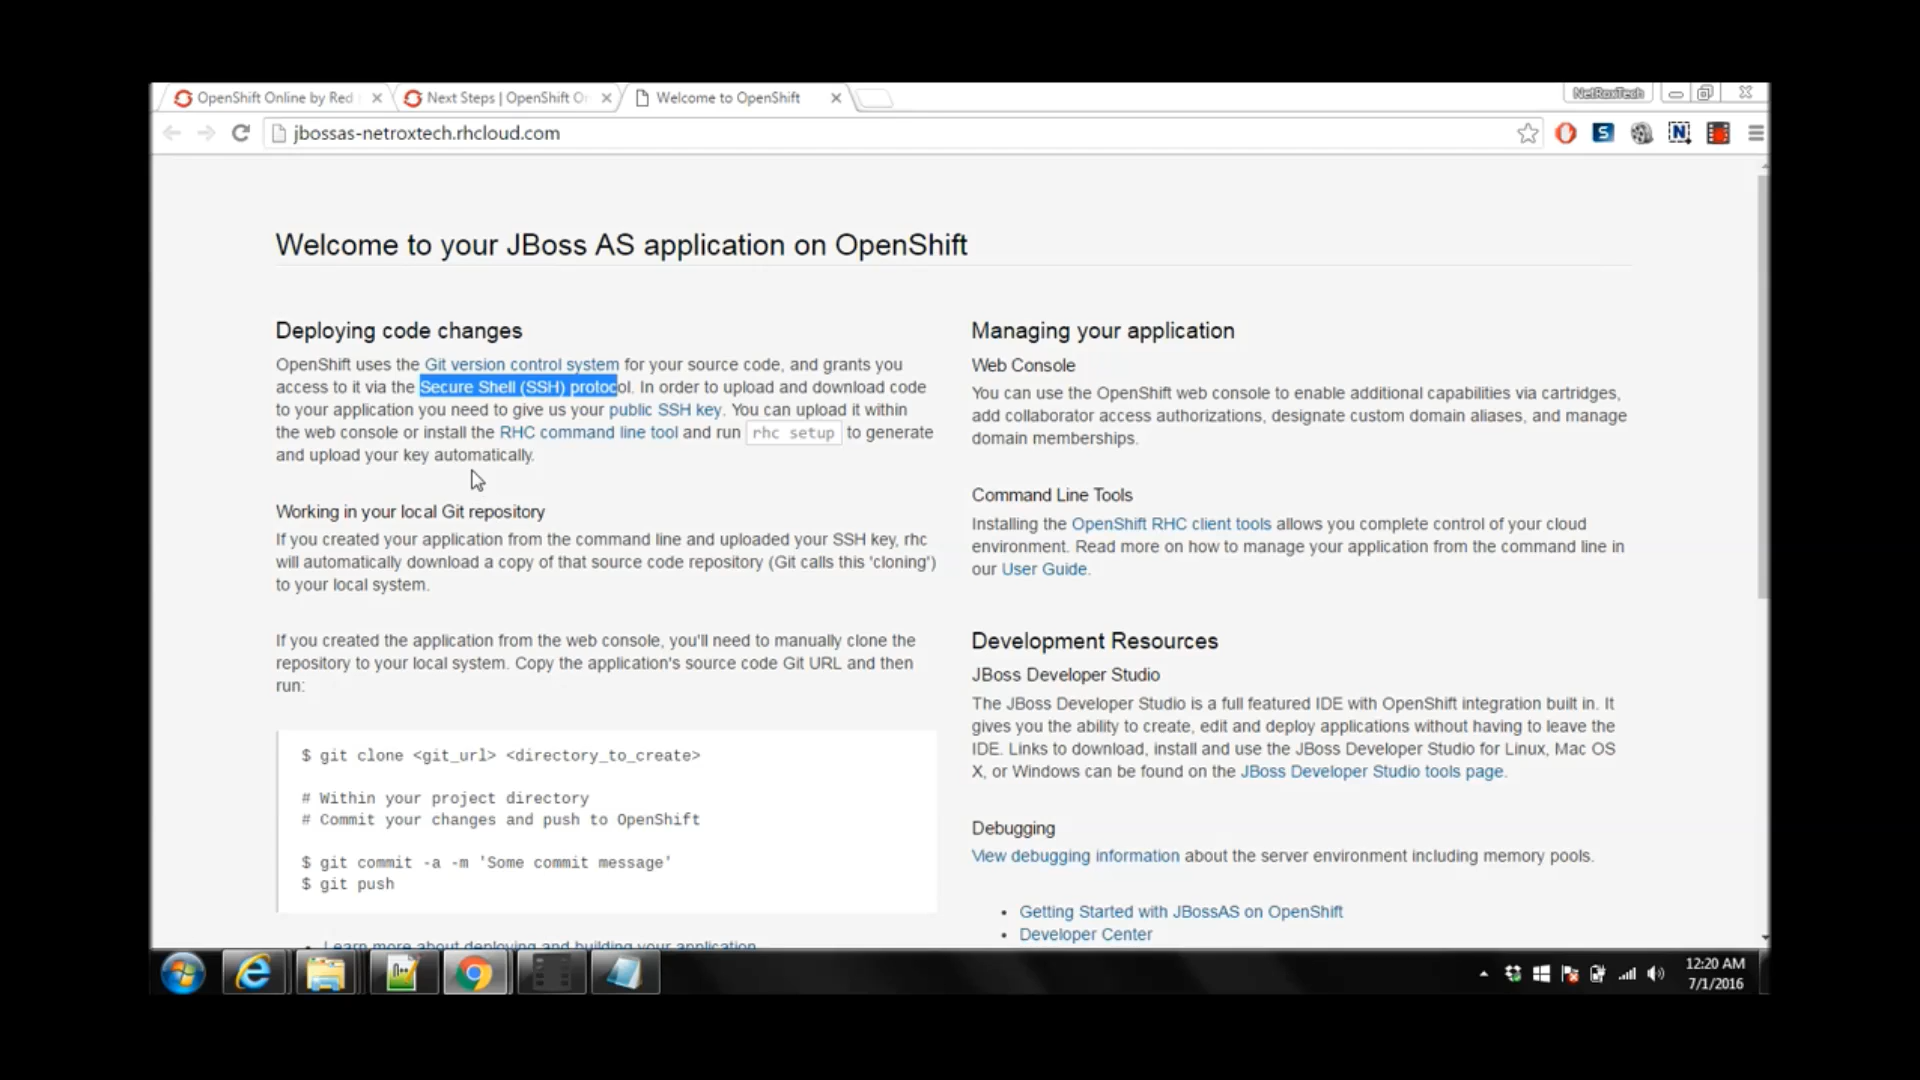 OpenShift Online by Red
Next Steps | OpenShift O
Welcome to OpenShift
NetRoxTech
jbossas-netroxtech.rhcloud.com
Welcome to your JBoss AS application on OpenShift
Deploying code changes
OpenShift uses the Git version control system for your source code, and grants you
access to it via the Secure Shell (SSH) protocol. In order to upload and download code
to your application you need to give us your public SSH key. You can upload it within
the web console or install the RHC command line tool and run rhc setup to generate
and upload your key automatically.
Working in your local Git repository
If you created your application from the command line and uploaded your SSH key, rhc
will automatically download a copy of that source code repository (Git calls this 'cloning')
to your local system.
If you created the application from the web console, you'll need to manually clone the
repository to your local system. Copy the application's source code Git URL and then
run:
$ git clone <git_url> <directory_to_create>
# Within your project directory
# Commit your changes and push to OpenShift
$ git commit -a -m 'Some commit message'
$ git push
Learn more about deploying and building your application
Managing your application
Web Console
You can use the OpenShift web console to enable additional capabilities via cartridges,
add collaborator access authorizations, designate custom domain aliases, and manage
domain memberships.
Command Line Tools
Installing the OpenShift RHC client tools allows you complete control of your cloud
environment. Read more on how to manage your application from the command line in
our User Guide.
Development Resources
JBoss Developer Studio
The JBoss Developer Studio is a full featured IDE with OpenShift integration built in. It
gives you the ability to create, edit and deploy applications without having to leave the
IDE. Links to download, install and use the JBoss Developer Studio for Linux, Mac OS
X, or Windows can be found on the JBoss Developer Studio tools page.
Debugging
View debugging information about the server environment including memory pools.
Getting Started with JBossAS on OpenShift
Developer Center
12:20 AM
7/1/2016